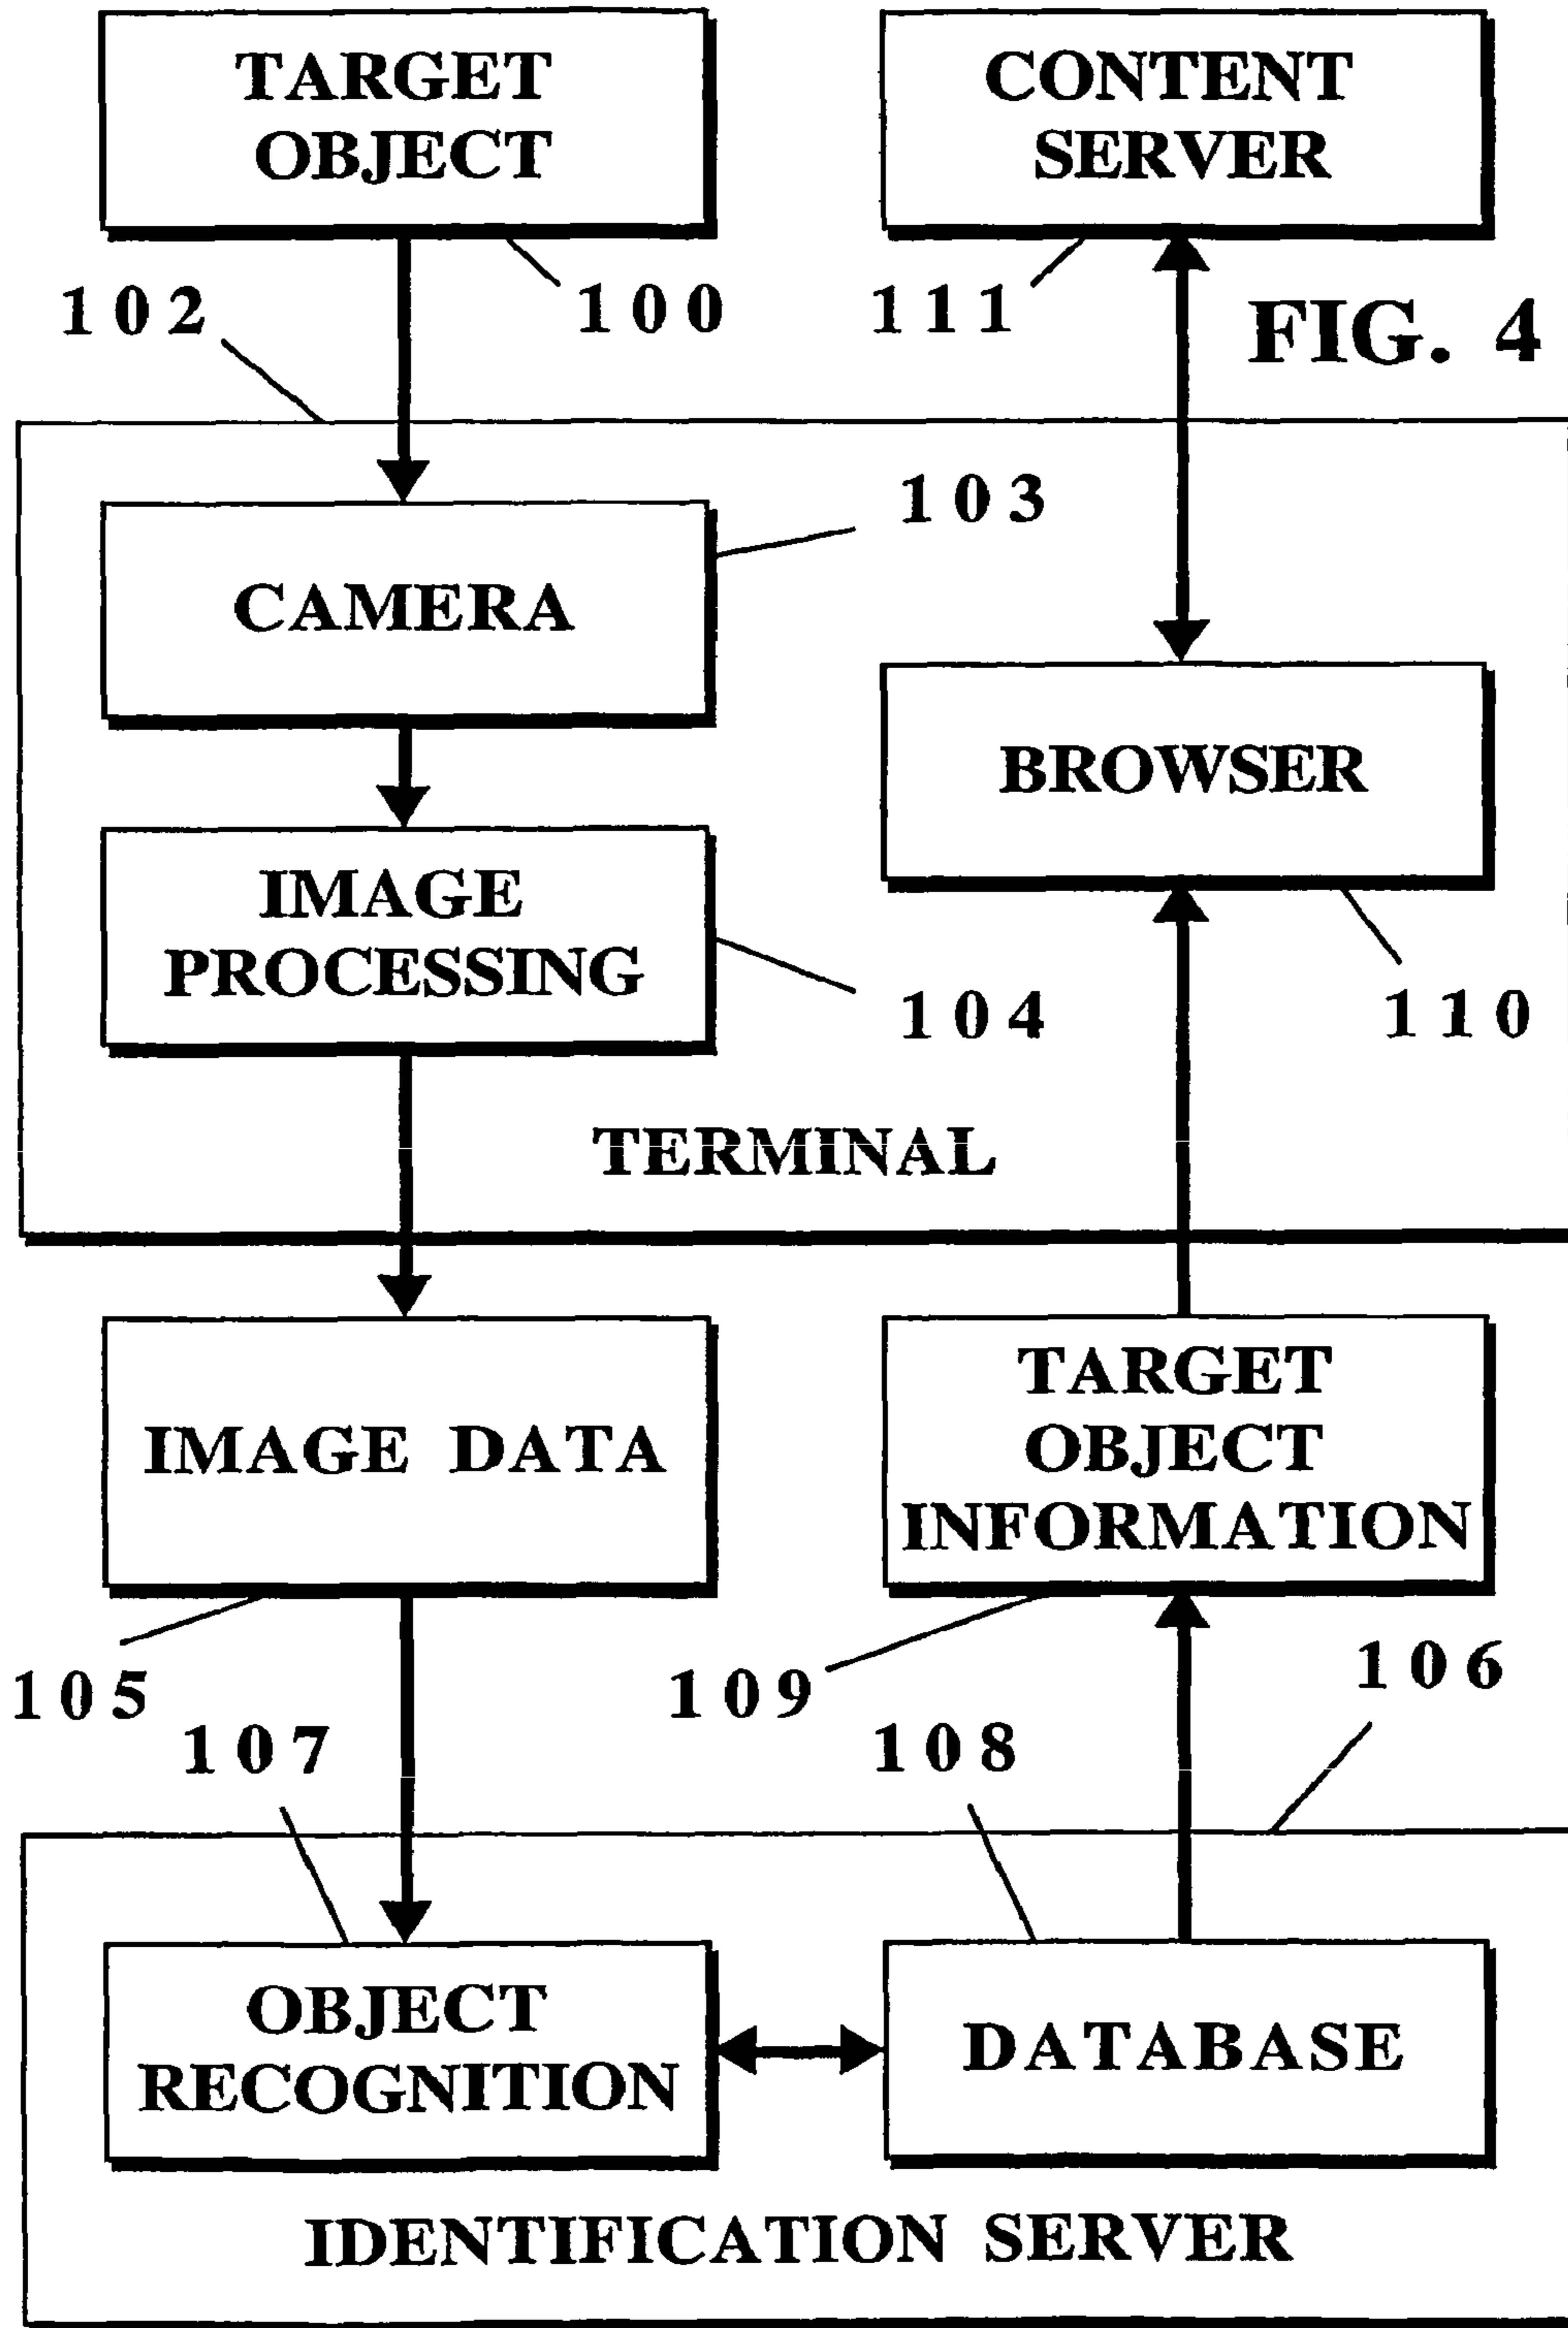 TARGET
OBJECT
CONTENT
SERVER
102
100
111
FIG. 4
103
CAMERA
BROWSER
IMAGE
PROCESSING
104
110
TERMINAL
IMAGE DATA
TARGET
OBJECT
INFORMATION
105
109
106
107
108
OBJECT
RECOGNITION
DATABASE
IDENTIFICATION SERVER